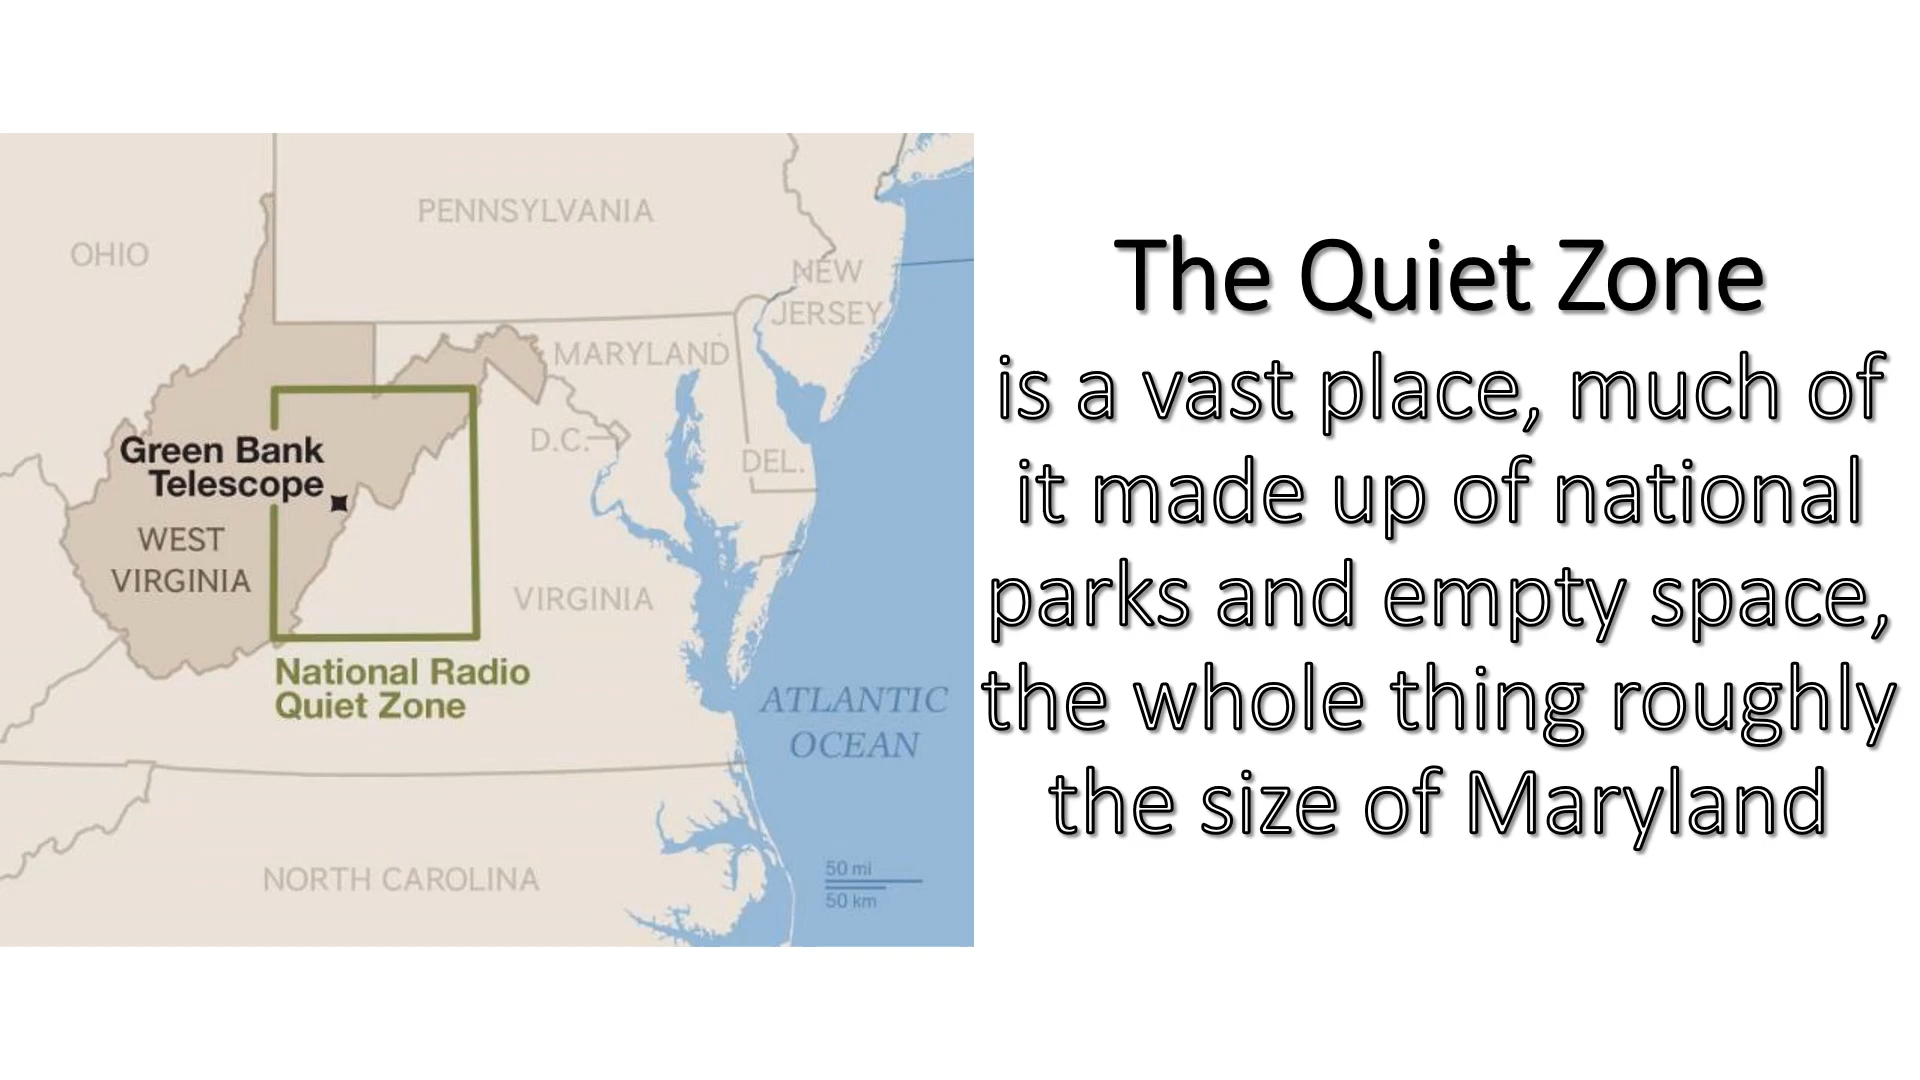 PENNSYLVANIA
OHIO
NEW
JERSEY
MARYLAND
D.C.
DEL.
Green Bank
Telescope
WEST
VIRGINIA
VIRGINIA
National Radio
Quiet Zone
ATLANTIC
OCEAN
NORTH CAROLINA
50 mi
50 km
The Quiet Zone
is a vast place, much of
it made up of national
parks and empty space,
the whole thing roughly
the size of Maryland